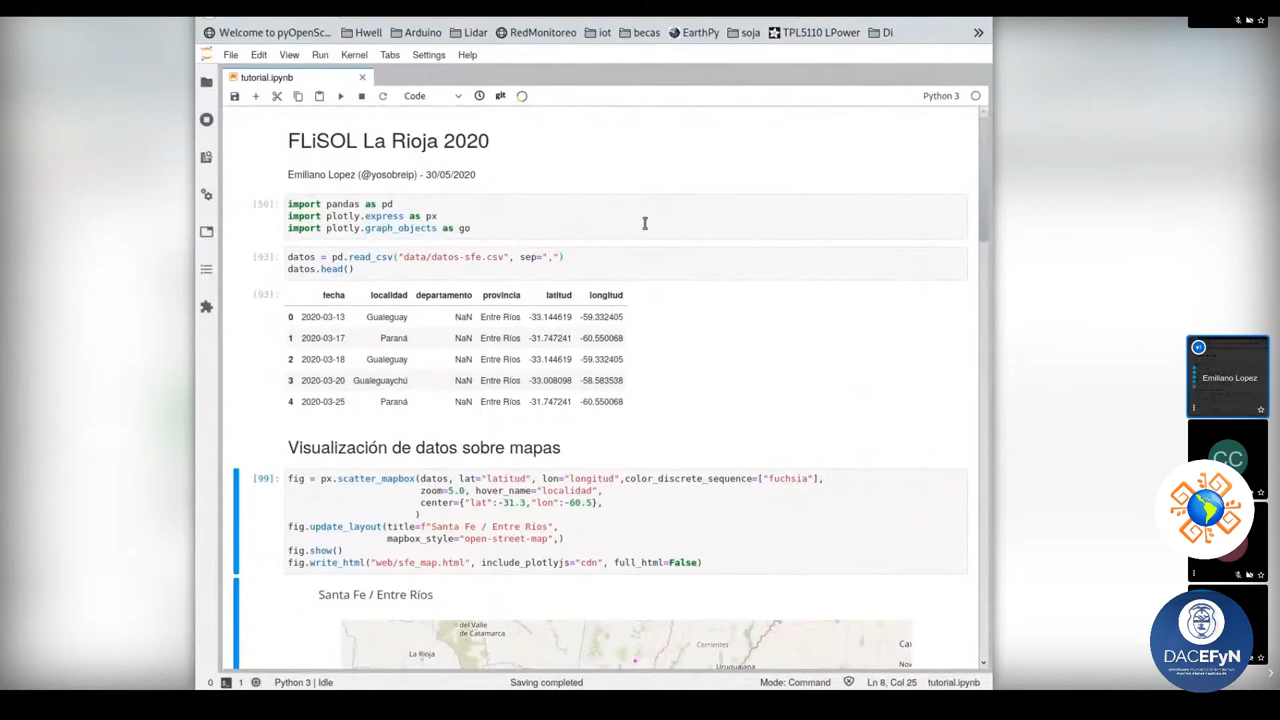 Welcome to pyOpenSc... Hwell Arduino Lidar RedMonitoreo iot becas EarthPy soja TPL5110 LPower Di
File Edit View Run Kernel Tabs Settings Help
tutorial.ipynb
Code git Python 3
FLiSOL La Rioja 2020
Emiliano Lopez (@yosobreip) - 30/05/2020
[50]: import pandas as pd
import plotly.express as px
import plotly.graph_objects as go
[93]: datos = pd.read_csv("data/datos-sfe.csv", sep=",")
datos.head()
[93]: fecha localidad departamento provincia latitud longitud
0 2020-03-13 Gualeguay NaN Entre Ríos -33.144619 -59.332405
1 2020-03-17 Paraná NaN Entre Ríos -31.747241 -60.550068
2 2020-03-18 Gualeguay NaN Entre Ríos -33.144619 -59.332405
3 2020-03-20 Gualeguaychú NaN Entre Ríos -33.008098 -58.583538
4 2020-03-25 Paraná NaN Entre Ríos -31.747241 -60.550068
Visualización de datos sobre mapas
[99]: fig = px.scatter_mapbox(datos, lat="latitud", lon="longitud",color_discrete_sequence=["fuchsia"],
zoom=5.0, hover_name="localidad",
center={"lat":-31.3,"lon":-60.5},
)
fig.update_layout(title=f"Santa Fe / Entre Ríos",
mapbox_style="open-street-map",)
fig.show()
fig.write_html("web/sfe_map.html", include_plotlyjs="cdn", full_html=False)
Santa Fe / Entre Ríos
del Valle
de Catamarca
La Rioja
Corrientes
Uruguaiana
Ca
Nov
0 1 Python 3 | Idle Saving completed Mode: Command Ln 8, Col 25 tutorial.ipynb
Emiliano Lopez
CC
DACEFyN